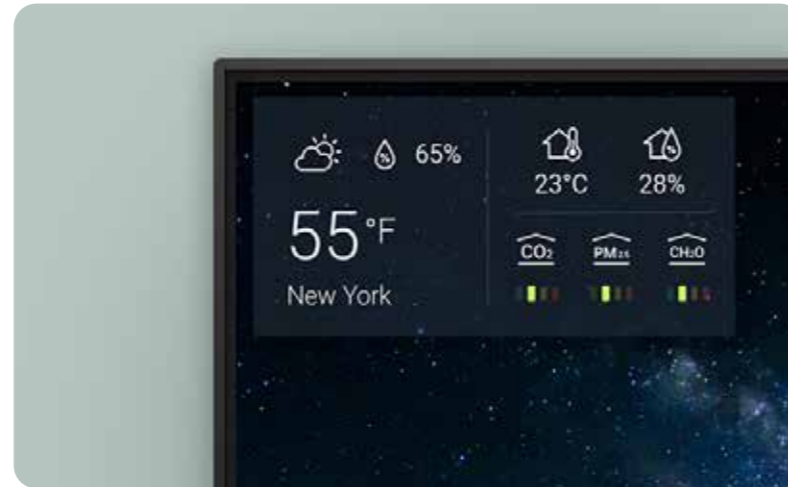 65%
55°F
New York
23°C
28%
CO₂
PM2.5
CH₂O